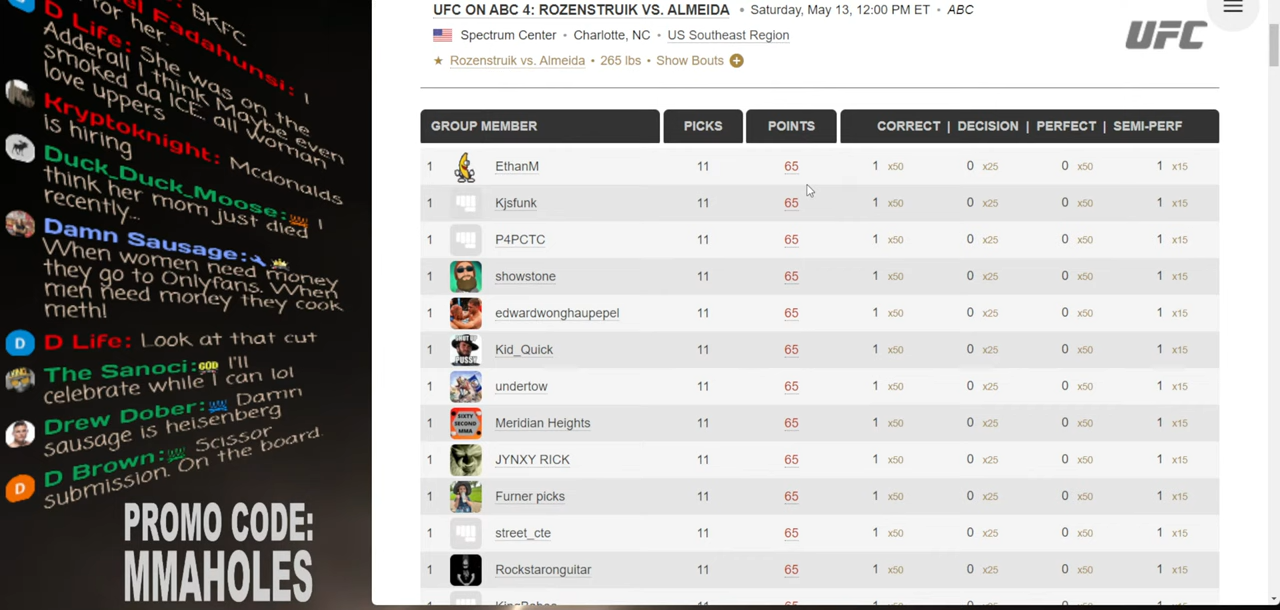 BKFC
for her.
el Fadahunsi: I
D Life: She was on the
Adderall I think Maybe even
smoked da ICE.. all woman
love uppers
Kryptoknight: Mcdonalds
is hiring
Duck_Duck_Moose: I
think her mom just died
recently...
Damn Sausage:
When women need money
they go to Onlyfans. When
men need money they cook
meth!
D Life: Look at that cut
The Sanoci: GOD I'll
celebrate while I can lol
Drew Dober: Damn
sausage is heisenberg
D Brown: Scissor
submission. On the board.
PROMO CODE:
MMAHOLES
UFC ON ABC 4: ROZENSTRUIK VS. ALMEIDA • Saturday, May 13, 12:00 PM ET • ABC
Spectrum Center • Charlotte, NC • US Southeast Region
★ Rozenstruik vs. Almeida • 265 lbs • Show Bouts +
UFC
GROUP MEMBER PICKS POINTS CORRECT | DECISION | PERFECT | SEMI-PERF
1 EthanM 11 65 1 x50 0 x25 0 x50 1 x15
1 Kjsfunk 11 65 1 x50 0 x25 0 x50 1 x15
1 P4PCTC 11 65 1 x50 0 x25 0 x50 1 x15
1 showstone 11 65 1 x50 0 x25 0 x50 1 x15
1 edwardwonghaupepel 11 65 1 x50 0 x25 0 x50 1 x15
1 Kid_Quick 11 65 1 x50 0 x25 0 x50 1 x15
1 undertow 11 65 1 x50 0 x25 0 x50 1 x15
1 SIXTY SECOND MMA Meridian Heights 11 65 1 x50 0 x25 0 x50 1 x15
1 JYNXY RICK 11 65 1 x50 0 x25 0 x50 1 x15
1 Furner picks 11 65 1 x50 0 x25 0 x50 1 x15
1 street_cte 11 65 1 x50 0 x25 0 x50 1 x15
1 Rockstaronguitar 11 65 1 x50 0 x25 0 x50 1 x15